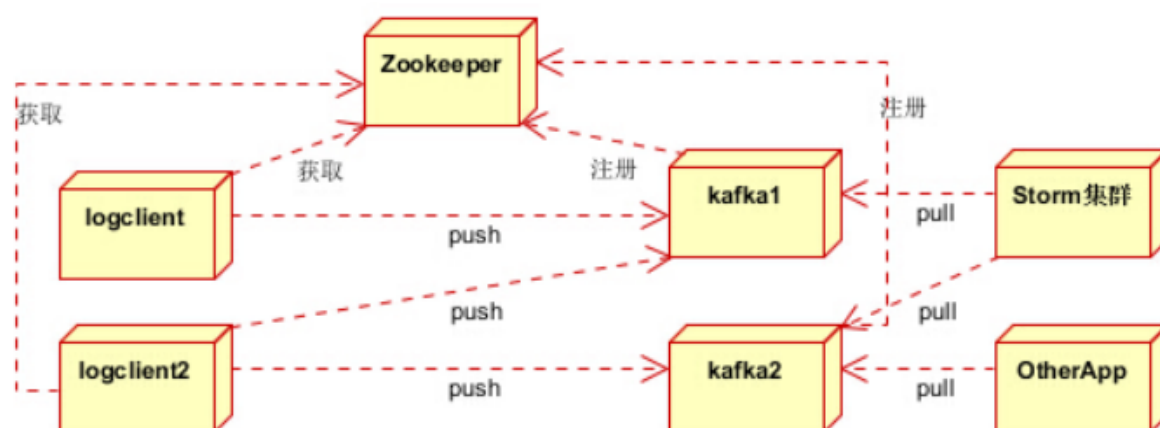 Zookeeper
获取
注册
获取
注册
logclient
kafka1
Storm集群
push
pull
push
pull
logclient2
kafka2
OtherApp
push
pull